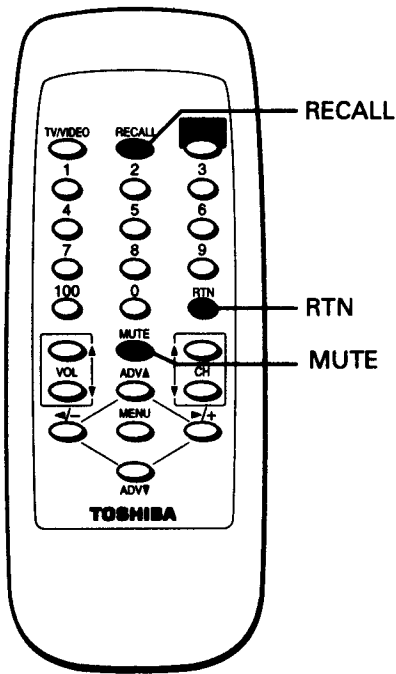 RECALL
TV/VIDEO RECALL
1 2 3
4 5 6
7 8 9
100 0 RTN
RTN
MUTE
MUTE
VOL ADV▲ CH
◄/– MENU ►/+
ADV▼
TOSHIBA